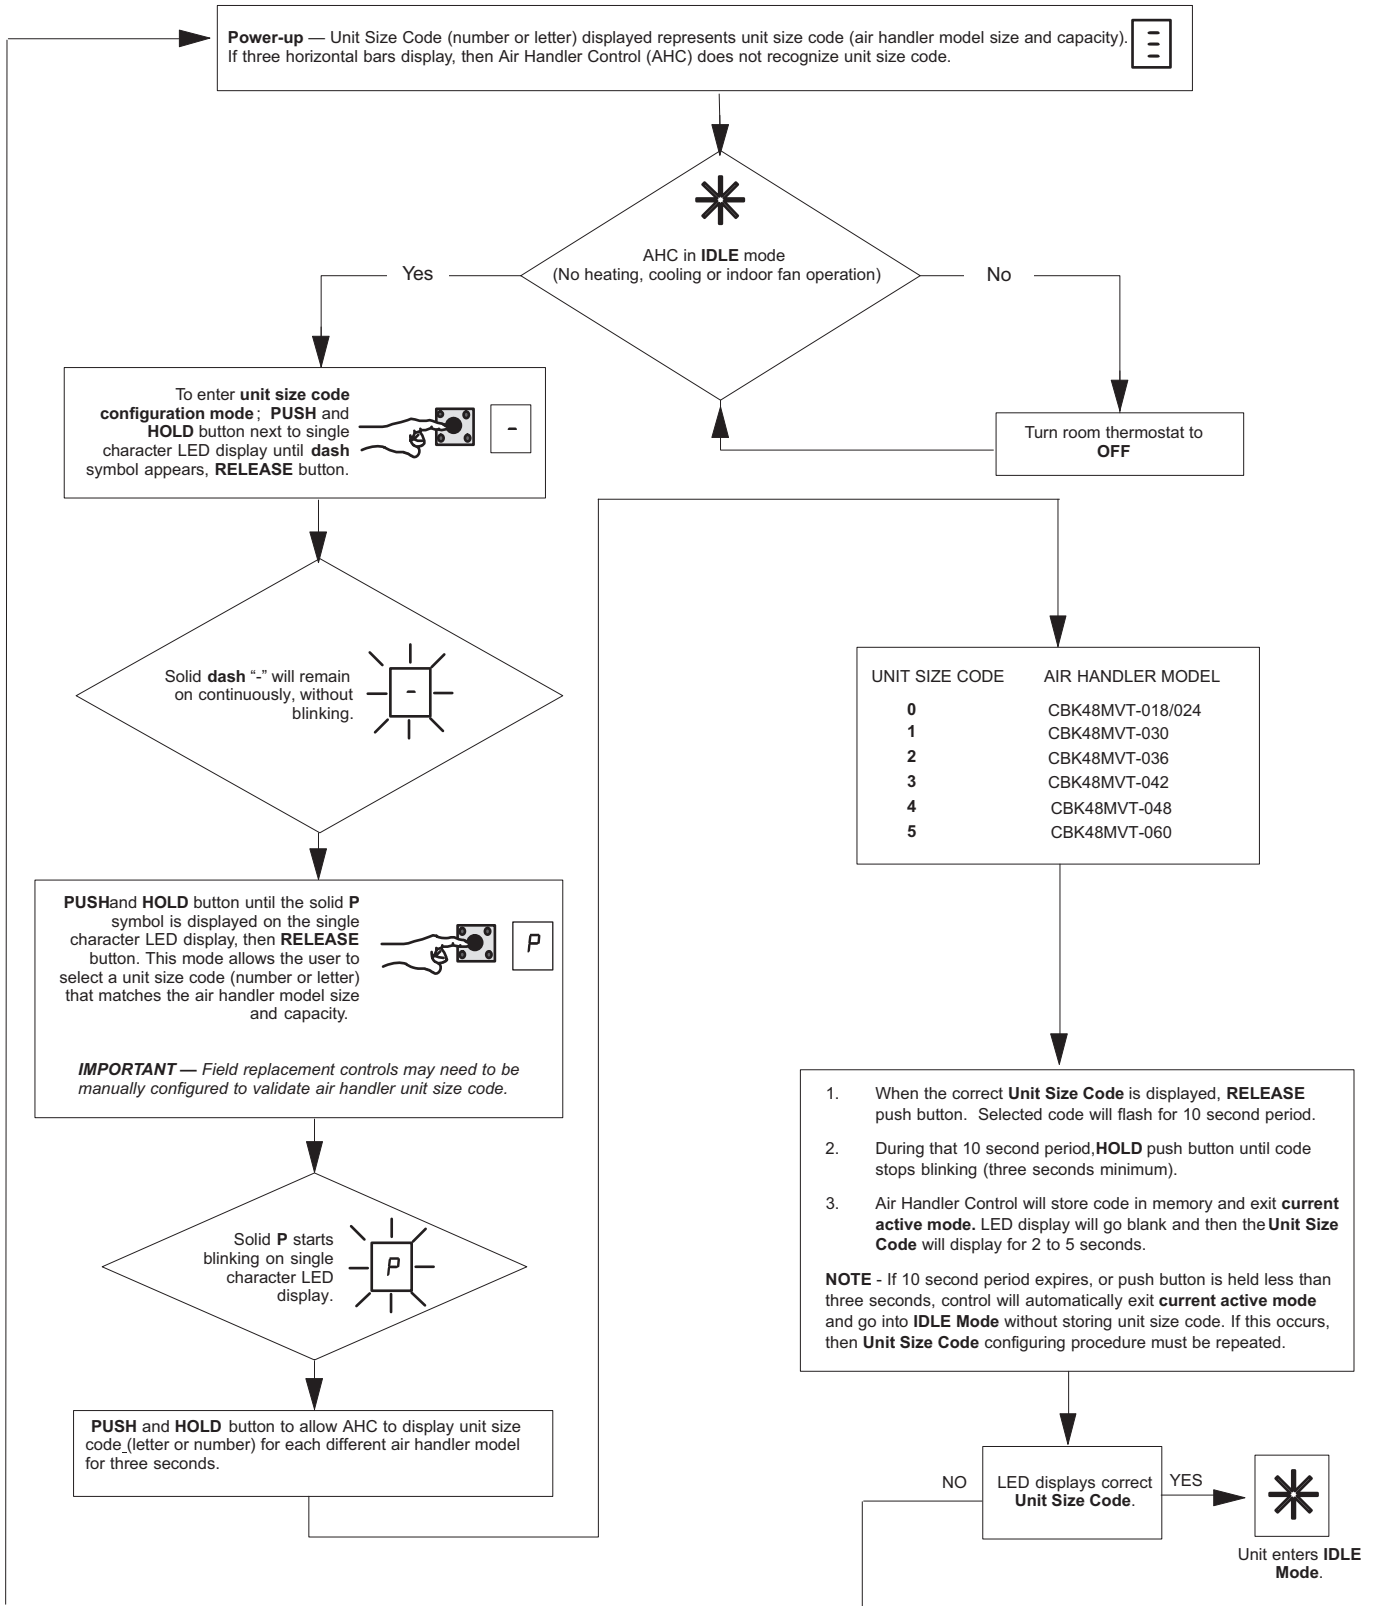 Power-up — Unit Size Code (number or letter) displayed represents unit size code (air handler model size and capacity).
If three horizontal bars display, then Air Handler Control (AHC) does not recognize unit size code.
AHC in IDLE mode
(No heating, cooling or indoor fan operation)
Yes
No
Turn room thermostat to
OFF
To enter unit size code
configuration mode; PUSH and
HOLD button next to single
character LED display until dash
symbol appears, RELEASE button.
-
Solid dash “-” will remain
on continuously, without
blinking.
-
PUSHand HOLD button until the solid P
symbol is displayed on the single
character LED display, then RELEASE
button. This mode allows the user to
select a unit size code (number or letter)
that matches the air handler model size
and capacity.
P
IMPORTANT — Field replacement controls may need to be
manually configured to validate air handler unit size code.
Solid P starts
blinking on single
character LED
display.
P
PUSH and HOLD button to allow AHC to display unit size
code (letter or number) for each different air handler model
for three seconds.
UNIT SIZE CODE AIR HANDLER MODEL
0 CBK48MVT-018/024
1 CBK48MVT-030
2 CBK48MVT-036
3 CBK48MVT-042
4 CBK48MVT-048
5 CBK48MVT-060
1. When the correct Unit Size Code is displayed, RELEASE
push button. Selected code will flash for 10 second period.
2. During that 10 second period,HOLD push button until code
stops blinking (three seconds minimum).
3. Air Handler Control will store code in memory and exit current
active mode. LED display will go blank and then the Unit Size
Code will display for 2 to 5 seconds.
NOTE - If 10 second period expires, or push button is held less than
three seconds, control will automatically exit current active mode
and go into IDLE Mode without storing unit size code. If this occurs,
then Unit Size Code configuring procedure must be repeated.
NO
LED displays correct
Unit Size Code.
YES
Unit enters IDLE
Mode.